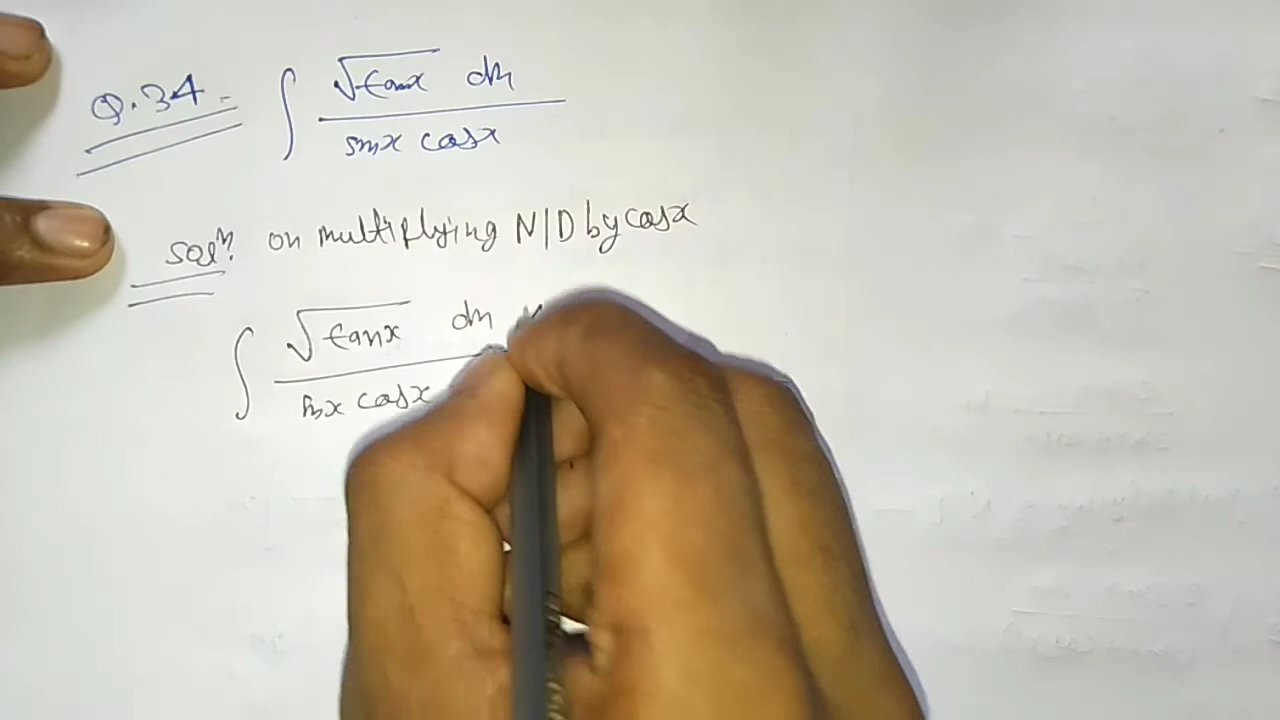 Q.34. ∫ √tanx dx / sinx cosx
Solⁿ. on multiplying N/D by cosx
∫ √tanx dx / sinx cosx